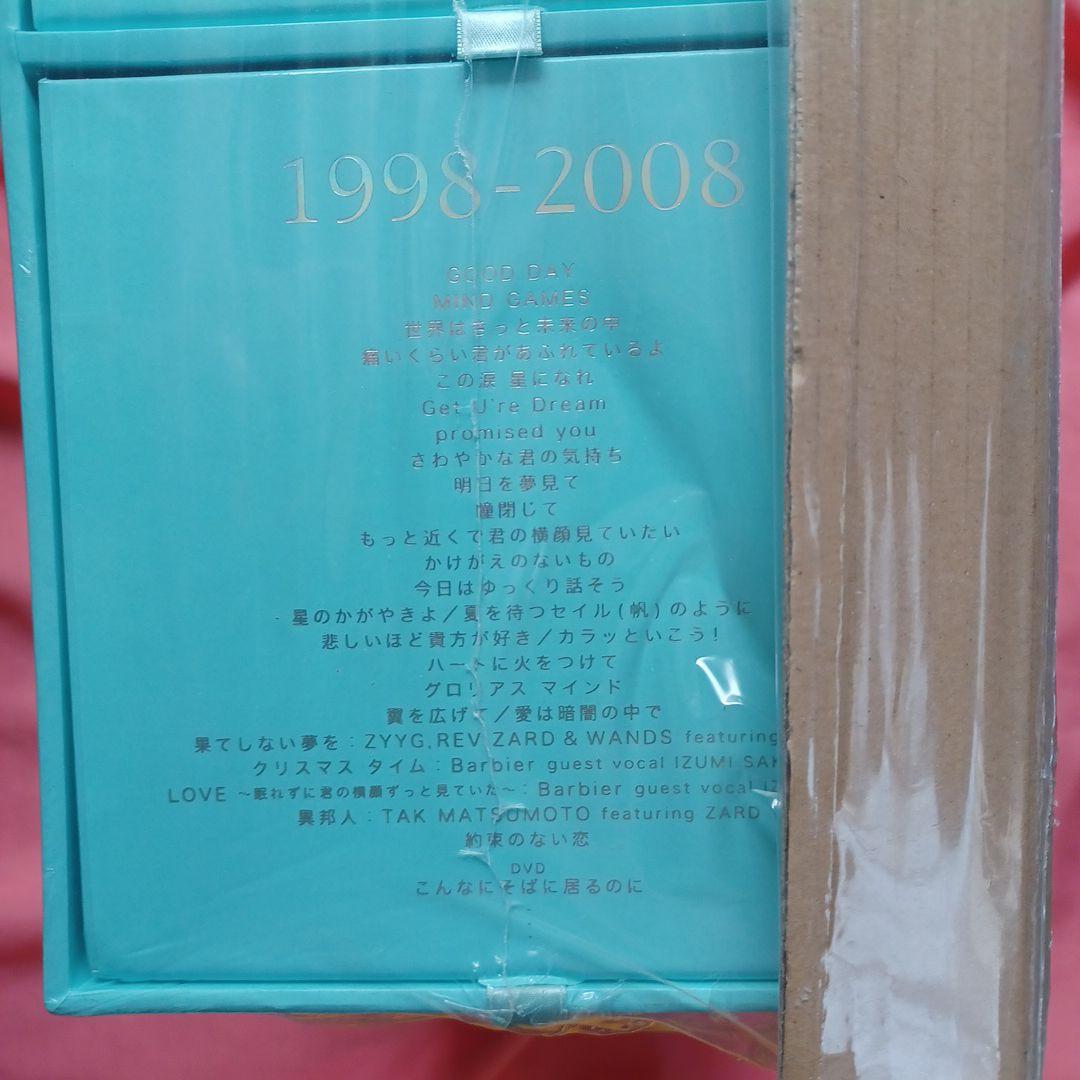 1998-2008
GOOD DAY
MIND GAMES
世界はきっと未来の中
痛いくらい君があふれているよ
この涙 星になれ
Get U're Dream
promised you
さわやかな君の気持ち
明日を夢見て
瞳閉じて
もっと近くで君の横顔見ていたい
かけがえのないもの
今日はゆっくり話そう
星のかがやきよ/夏を待つセイル(帆)のように
悲しいほど貴方が好き/カラッといこう!
ハートに火をつけて
グロリアス マインド
翼を広げて/愛は暗闇の中で
果てしない夢を:ZYYG,REV,ZARD & WANDS featuring
クリスマス タイム:Barbier guest vocal IZUMI
LOVE ～眠れずに君の横顔ずっと見ていた～:Barbier guest vocal
異邦人:TAK MATSUMOTO featuring ZARD
約束のない恋
DVD
こんなにそばに居るのに